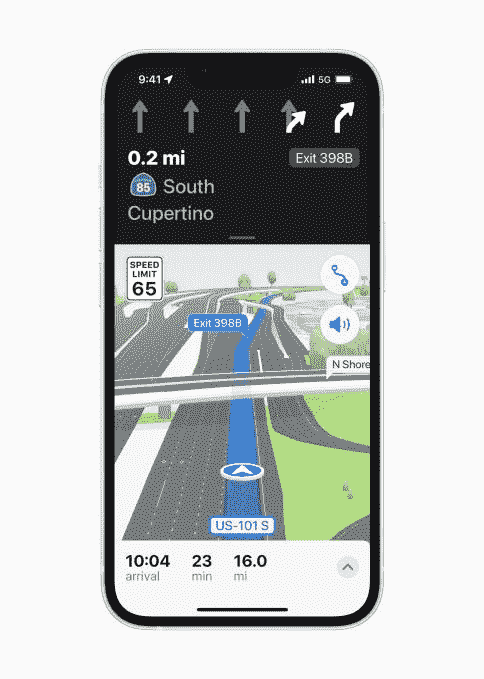 9:41 5G
0.2 mi Exit 398B
85 South
Cupertino
SPEED
LIMIT
65
Exit 398B
N Shore
US-101 S
10:04 23 16.0
arrival min mi